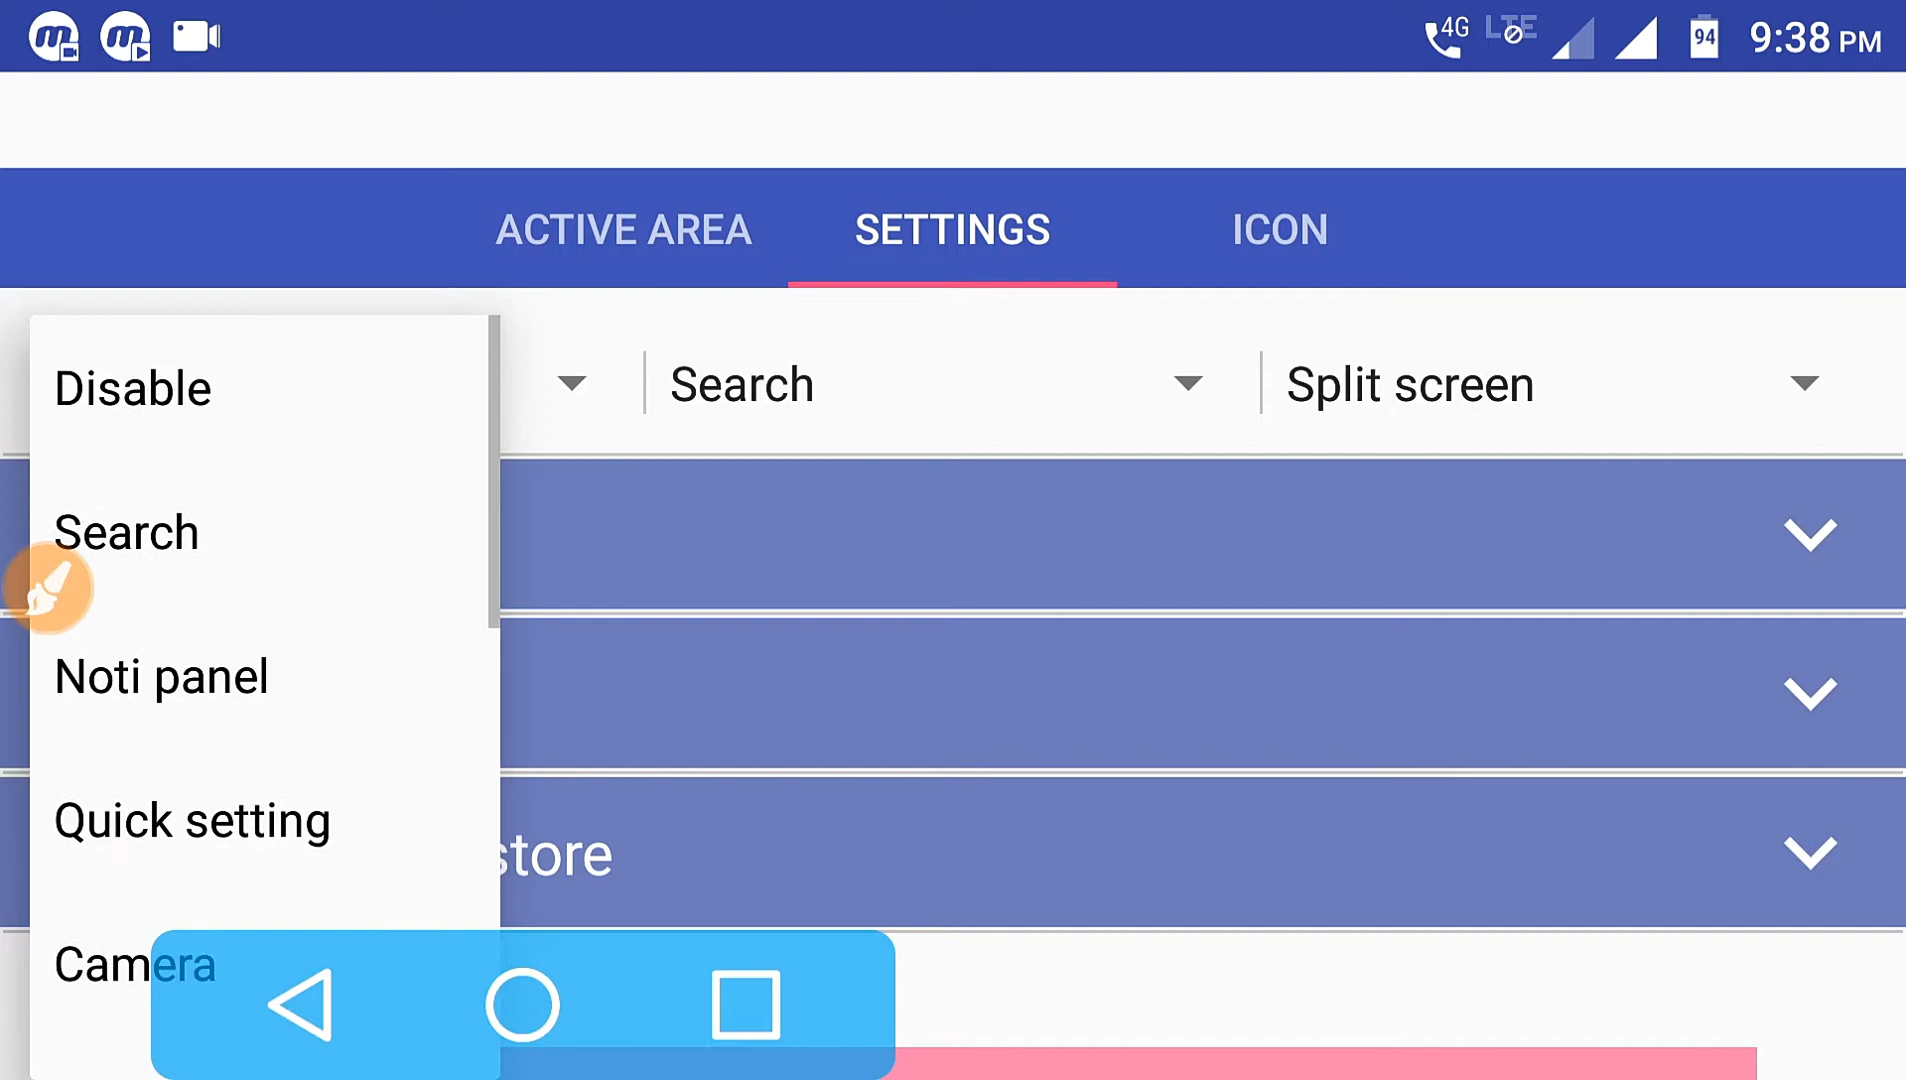 4G LTE 94 9:38 PM
ACTIVE AREA SETTINGS ICON
Disable
Search
Split screen
Search
Noti panel
Quick setting
store
Camera